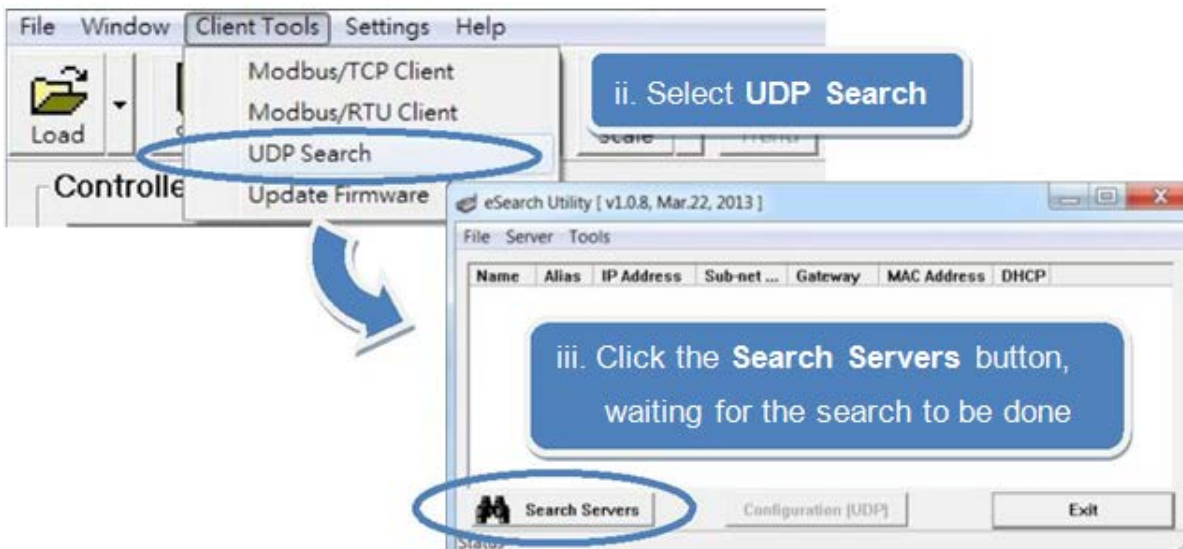 File Window Client Tools Settings Help
Modbus/TCP Client
Modbus/RTU Client
UDP Search
Update Firmware
Load
ii. Select UDP Search
Scale
Trend
Controlle
eSearch Utility [ v1.0.8, Mar.22, 2013 ]
File Server Tools
Name Alias IP Address Sub-net ... Gateway MAC Address DHCP
iii. Click the Search Servers button,
waiting for the search to be done
Search Servers Configuration (UDP) Exit
Status